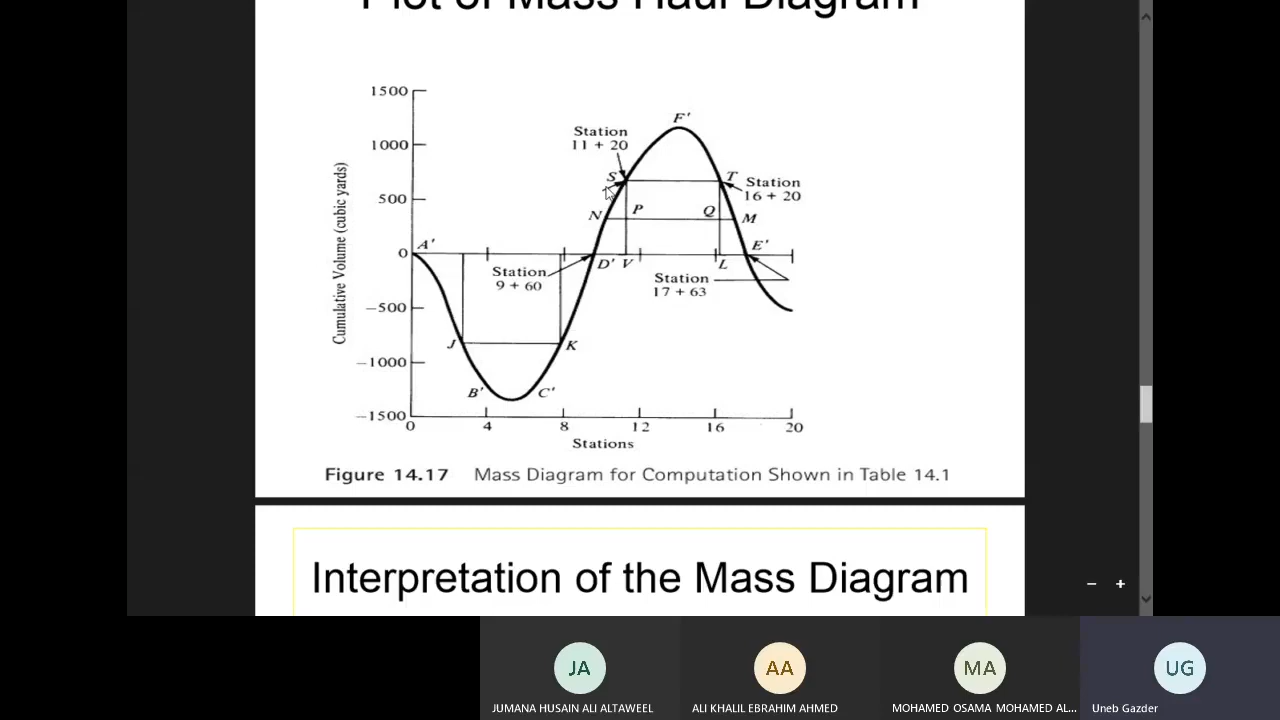 Plot of Mass Haul Diagram
1500
1000
500
0
−500
−1000
−1500
Cumulative Volume (cubic yards)
F'
Station
11 + 20
S
T
Station
16 + 20
N
P
Q
M
A'
E'
D'
V
L
Station
9 + 60
Station
17 + 63
J
K
B'
C'
0 4 8 12 16 20
Stations
Figure 14.17 Mass Diagram for Computation Shown in Table 14.1
Interpretation of the Mass Diagram
− +
JA
AA
MA
UG
JUMANA HUSAIN ALI ALTAWEEL
ALI KHALIL EBRAHIM AHMED
MOHAMED OSAMA MOHAMED AL...
Uneb Gazder